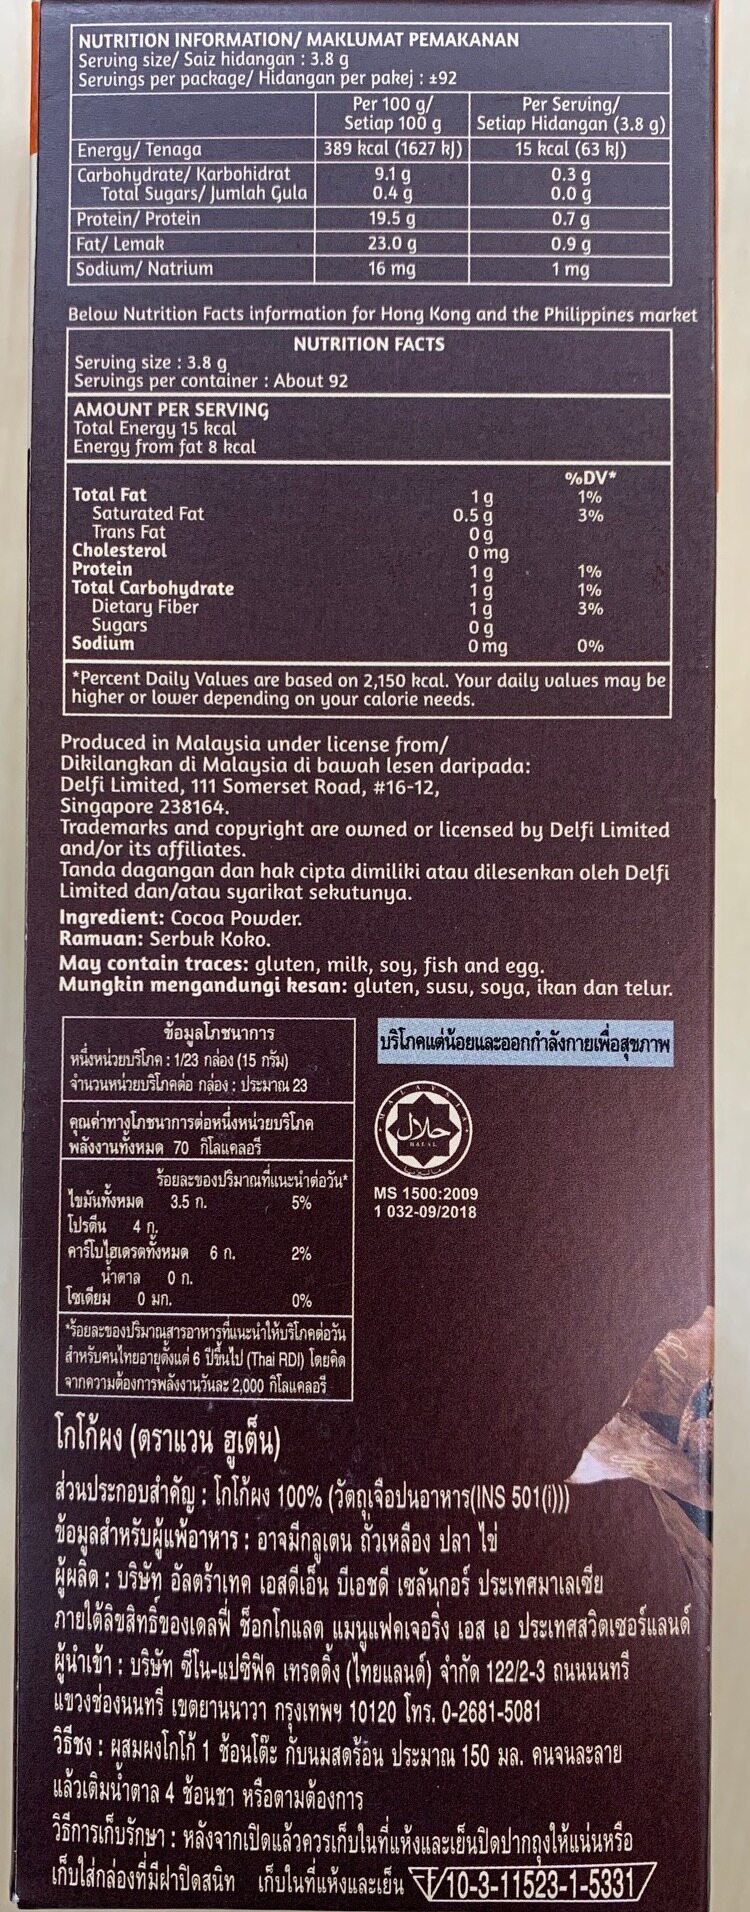 NUTRITION INFORMATION/ MAKLUMAT PEMAKANAN
Serving size/ Saiz hidangan : 3.8 g
Servings per package/ Hidangan per pakej : ±92
Per 100 g/ Setiap 100 g Per Serving/ Setiap Hidangan (3.8 g)
Energy/ Tenaga 389 kcal (1627 kJ) 15 kcal (63 kJ)
Carbohydrate/ Karbohidrat 9.1 g 0.3 g
Total Sugars/ Jumlah Gula 0.4 g 0.0 g
Protein/ Protein 19.5 g 0.7 g
Fat/ Lemak 23.0 g 0.9 g
Sodium/ Natrium 16 mg 1 mg
Below Nutrition Facts information for Hong Kong and the Philippines market
NUTRITION FACTS
Serving size : 3.8 g
Servings per container : About 92
AMOUNT PER SERVING
Total Energy 15 kcal
Energy from fat 8 kcal
%DV*
Total Fat 1 g 1%
Saturated Fat 0.5 g 3%
Trans Fat 0 g
Cholesterol 0 mg
Protein 1 g 1%
Total Carbohydrate 1 g 1%
Dietary Fiber 1 g 3%
Sugars 0 g
Sodium 0 mg 0%
*Percent Daily Values are based on 2,150 kcal. Your daily values may be
higher or lower depending on your calorie needs.
Produced in Malaysia under license from/
Dikilangkan di Malaysia di bawah lesen daripada:
Delfi Limited, 111 Somerset Road, #16-12,
Singapore 238164.
Trademarks and copyright are owned or licensed by Delfi Limited
and/or its affiliates.
Tanda dagangan dan hak cipta dimiliki atau dilesenkan oleh Delfi
Limited dan/atau syarikat sekutunya.
Ingredient: Cocoa Powder.
Ramuan: Serbuk Koko.
May contain traces: gluten, milk, soy, fish and egg.
Mungkin mengandungi kesan: gluten, susu, soya, ikan dan telur.
ข้อมูลโภชนาการ
หนึ่งหน่วยบริโภค : 1/23 กล่อง (15 กรัม)
จำนวนหน่วยบริโภคต่อ กล่อง : ประมาณ 23
คุณค่าทางโภชนาการต่อหนึ่งหน่วยบริโภค
พลังงานทั้งหมด 70 กิโลแคลอรี
ร้อยละของปริมาณที่แนะนำต่อวัน*
ไขมันทั้งหมด 3.5 ก. 5%
โปรตีน 4 ก.
คาร์โบไฮเดรตทั้งหมด 6 ก. 2%
น้ำตาล 0 ก.
โซเดียม 0 มก. 0%
*ร้อยละของปริมาณสารอาหารที่แนะนำให้บริโภคต่อวัน
สำหรับคนไทยอายุตั้งแต่ 6 ปีขึ้นไป (Thai RDI) โดยคิด
จากความต้องการพลังงานวันละ 2,000 กิโลแคลอรี
บริโภคแต่น้อยและออกกำลังกายเพื่อสุขภาพ
MALAYSIA
حلال
HALAL
ماليزيا
MS 1500:2009
1 032-09/2018
โกโก้ผง (ตราแวน ฮูเต็น)
ส่วนประกอบสำคัญ : โกโก้ผง 100% (วัตถุเจือปนอาหาร(INS 501(i)))
ข้อมูลสำหรับผู้แพ้อาหาร : อาจมีกลูเตน ถั่วเหลือง ปลา ไข่
ผู้ผลิต : บริษัท อัลตร้าเทค เอสดีเอ็น บีเอชดี เซลังกอร์ ประเทศมาเลเซีย
ภายใต้ลิขสิทธิ์ของเดลฟี่ ช็อกโกแลต แมนูแฟคเจอริ่ง เอส เอ ประเทศสวิตเซอร์แลนด์
ผู้นำเข้า : บริษัท ซีโน-แปซิฟิค เทรดดิ้ง (ไทยแลนด์) จำกัด 122/2-3 ถนนนนทรี
แขวงช่องนนทรี เขตยานนาวา กรุงเทพฯ 10120 โทร. 0-2681-5081
วิธีชง : ผสมผงโกโก้ 1 ช้อนโต๊ะ กับนมสดร้อน ประมาณ 150 มล. คนจนละลาย
แล้วเติมน้ำตาล 4 ช้อนชา หรือตามต้องการ
วิธีการเก็บรักษา : หลังจากเปิดแล้วควรเก็บในที่แห้งและเย็นปิดปากถุงให้แน่นหรือ
เก็บใส่กล่องที่มีฝาปิดสนิท เก็บในที่แห้งและเย็น 10-3-11523-1-5331